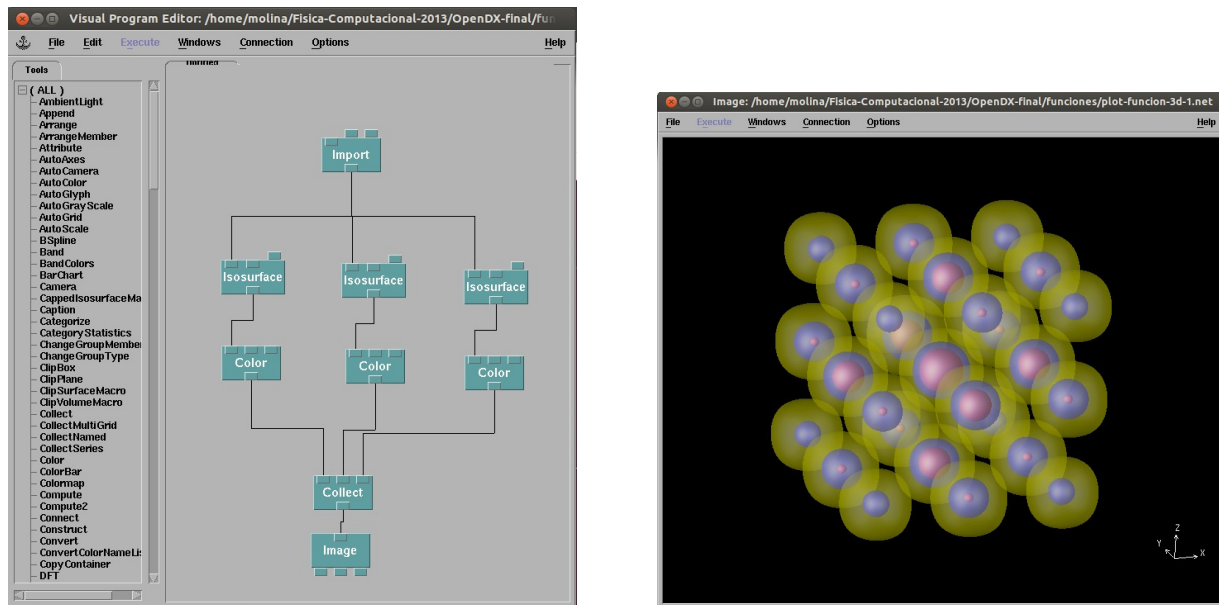 Visual Program Editor: /home/molina/Fisica-Computacional-2013/OpenDX-final/fun
File Edit Execute Windows Connection Options Help
Tools
Untitled
( ALL )
AmbientLight
Append
Arrange
ArrangeMember
Attribute
AutoAxes
AutoCamera
AutoColor
AutoGlyph
AutoGrayScale
AutoGrid
AutoScale
BSpline
Band
BandColors
BarChart
Camera
CappedIsosurfaceMa
Caption
Categorize
CategoryStatistics
ChangeGroupMember
ChangeGroupType
ClipBox
ClipPlane
ClipSurfaceMacro
ClipVolumeMacro
Collect
CollectMultiGrid
CollectNamed
CollectSeries
Color
ColorBar
Colormap
Compute
Compute2
Connect
Construct
Convert
ConvertColorNameLi
CopyContainer
DFT
Import
Isosurface
Isosurface
Isosurface
Color
Color
Color
Collect
Image
Image: /home/molina/Fisica-Computacional-2013/OpenDX-final/funciones/plot-funcion-3d-1.net
File Execute Windows Connection Options Help
Z
Y
X